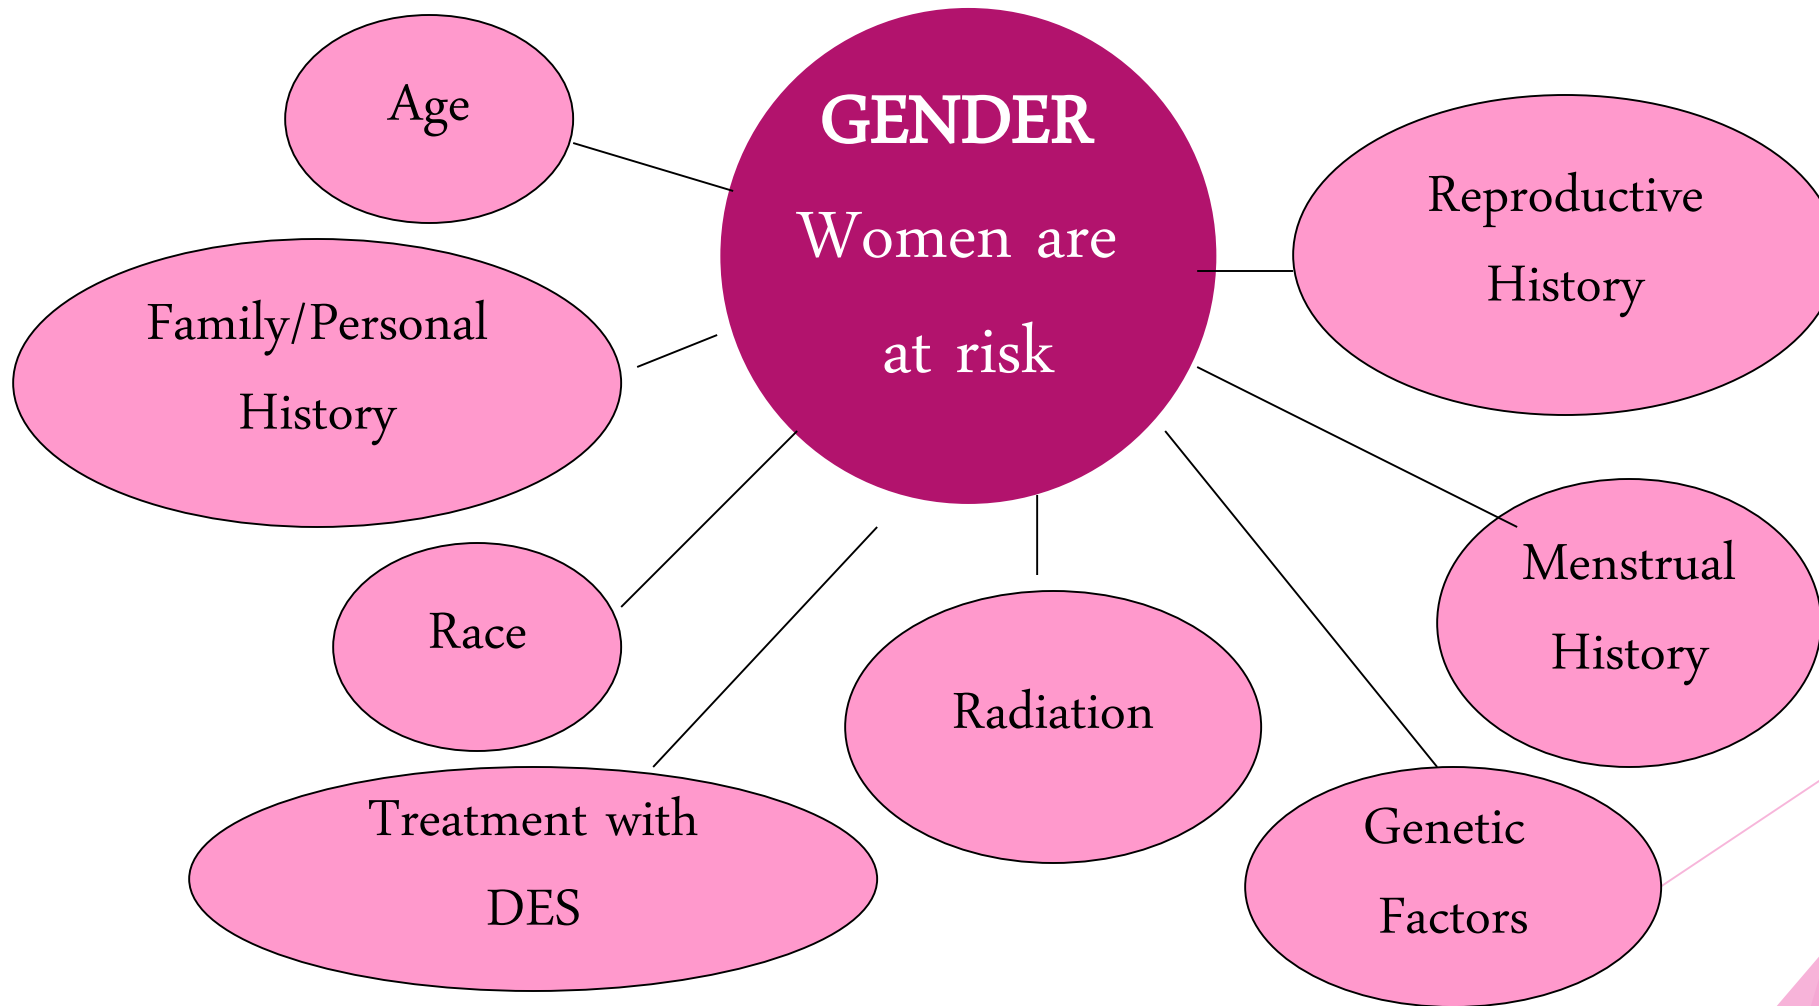 GENDER
Women are
at risk
Age
Family/Personal
History
Race
Treatment with
DES
Radiation
Genetic
Factors
Menstrual
History
Reproductive
History